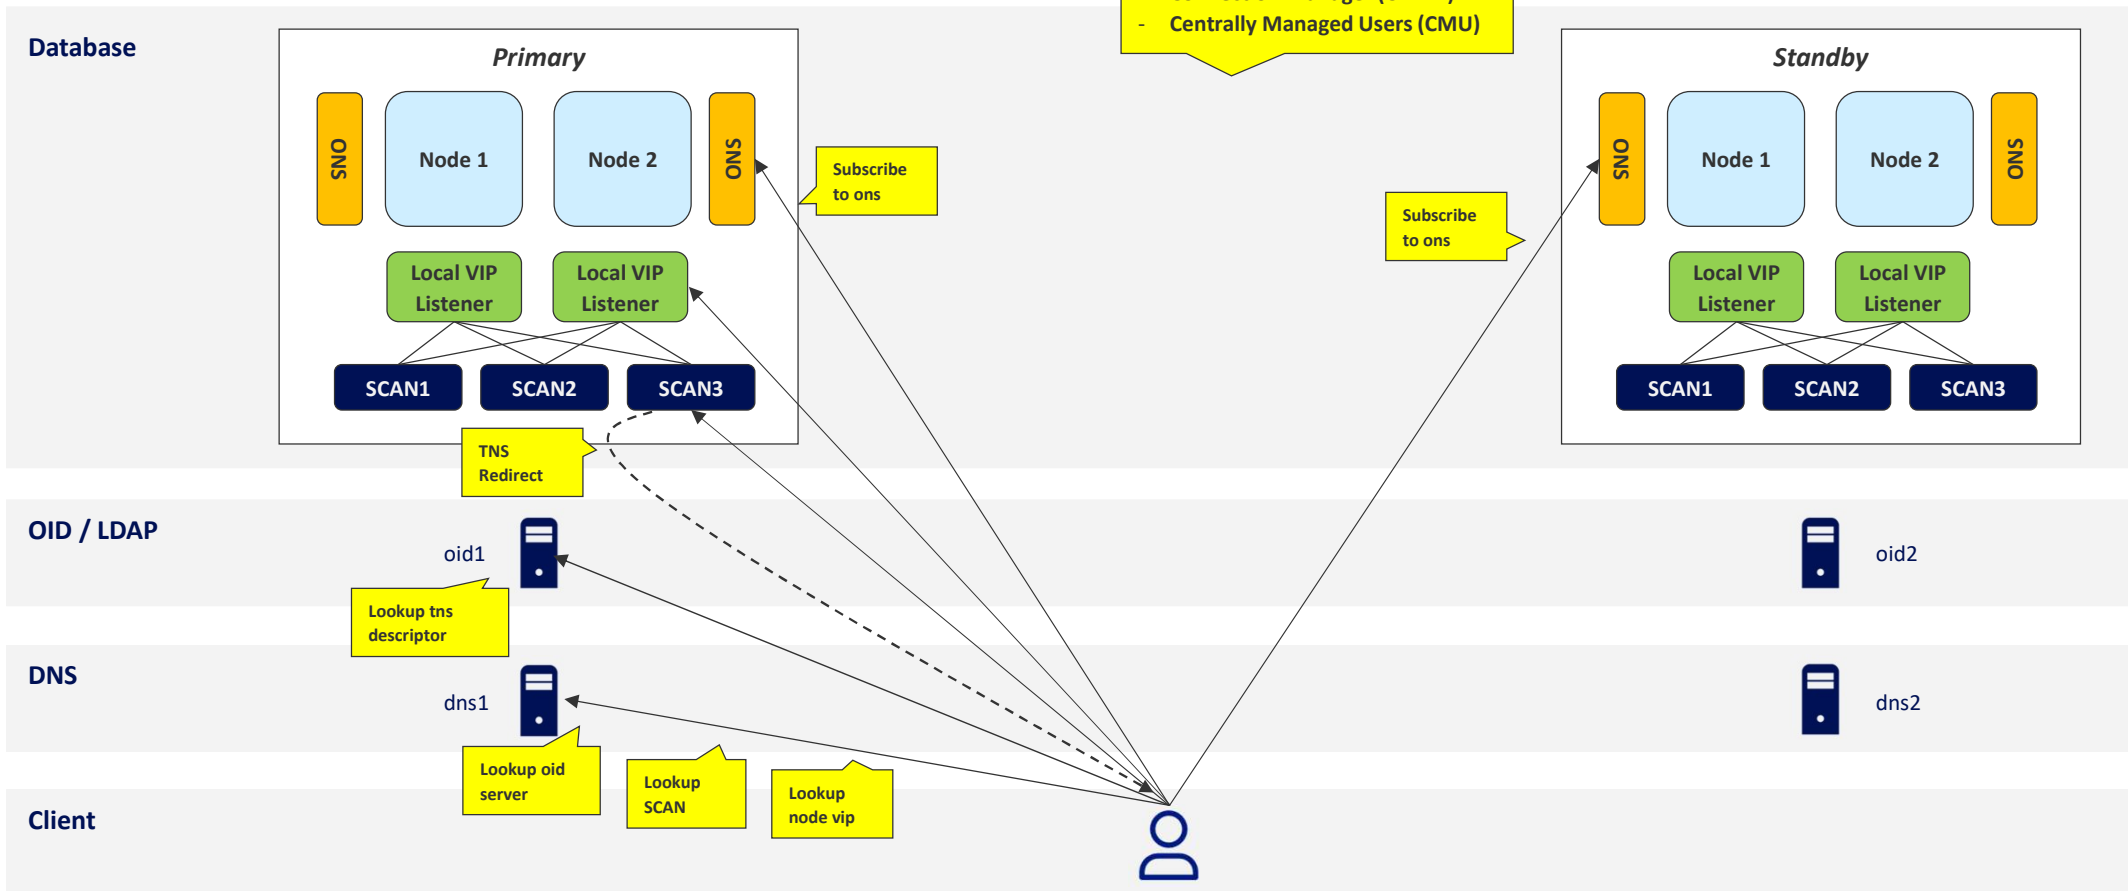 - Centrally Managed Users (CMU)
Database
Primary
Standby
ONS
Node 1
Node 2
ONS
Subscribe
to ons
ONS
Node 1
Node 2
ONS
Subscribe
to ons
Local VIP
Listener
Local VIP
Listener
Local VIP
Listener
Local VIP
Listener
SCAN1
SCAN2
SCAN3
SCAN1
SCAN2
SCAN3
TNS
Redirect
OID / LDAP
oid1
oid2
Lookup tns
descriptor
DNS
dns1
dns2
Lookup oid
server
Lookup
SCAN
Lookup
node vip
Client